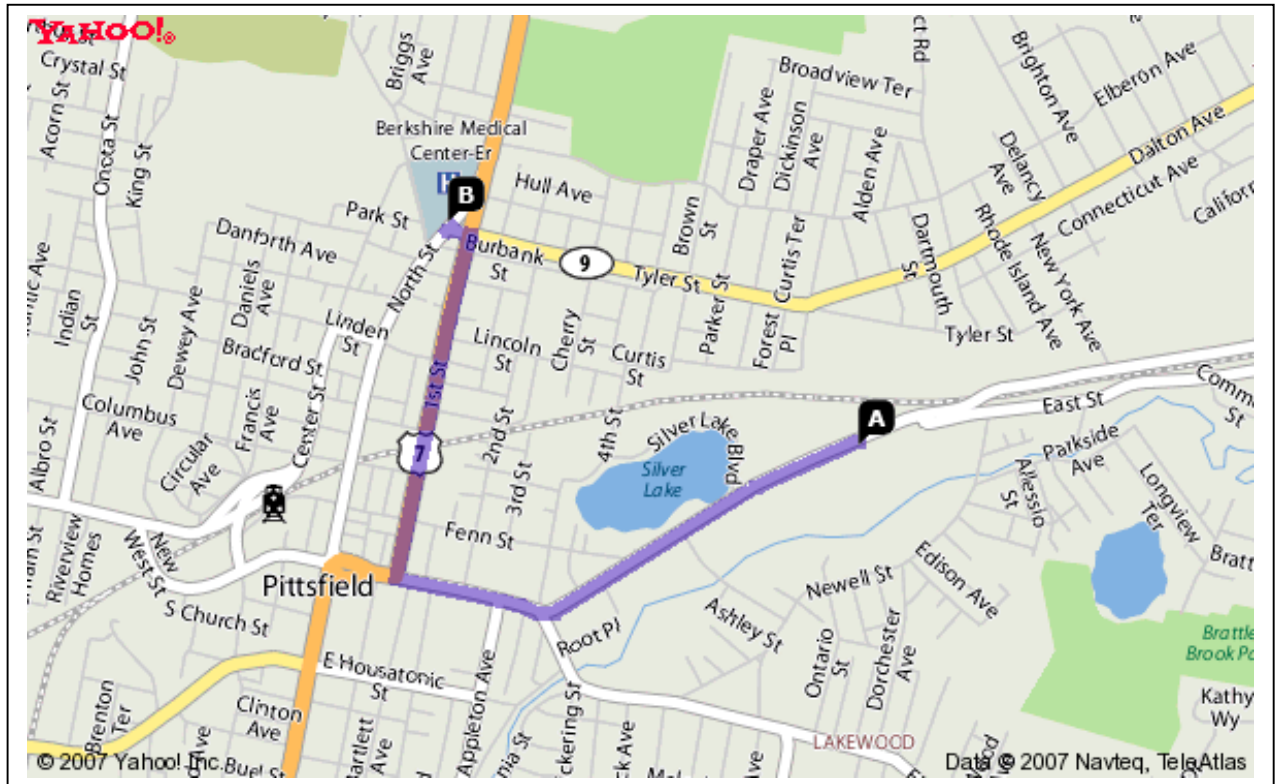 YAHOO!
Crystal St
Acorn St
Onota St
King St
Briggs
Ave
Berkshire Medical
Center-Er
H
B
Hull Ave
Park St
Danforth Ave
North St
Burbank
St
9
Tyler St
Brown
St
Broadview Ter
Draper Ave
Dickinson
Ave
Alden Ave
ct Rd
Brighton Ave
Elberon Ave
Delancy
Ave
Dalton Ave
Connecticut Ave
Californ
Rhode Island Ave
New York Ave
Dartmouth
St
Tyler St
Curtis Ter
Parker St
Forest
Pl
Indian
St
John St
Dewey Ave
Daniels
Ave
Linden
St
Bradford St
1st St
Lincoln
St
Cherry
St
Curtis
St
Columbus
Ave
Francis
Ave
Center St
Circular
Ave
Albro St
7
2nd St
3rd St
4th St
Silver Lake
Blvd
Silver
Lake
A
East St
Comme
St
Parkside
Ave
Allessio
St
Longview
Ter
Bratt
Fenn St
Riverview
Homes
New
West St
Pittsfield
S Church St
Root Pl
Ashley St
Newell St
Edison Ave
Ontario
St
Dorchester
Ave
Brattle
Brook Pa
E Housatonic
St
Appleton Ave
Clinton
Ave
Brenton
Ter
Kathy
Wy
LAKEWOOD
© 2007 Yahoo! Inc.
Data © 2007 Navteq, TeleAtlas